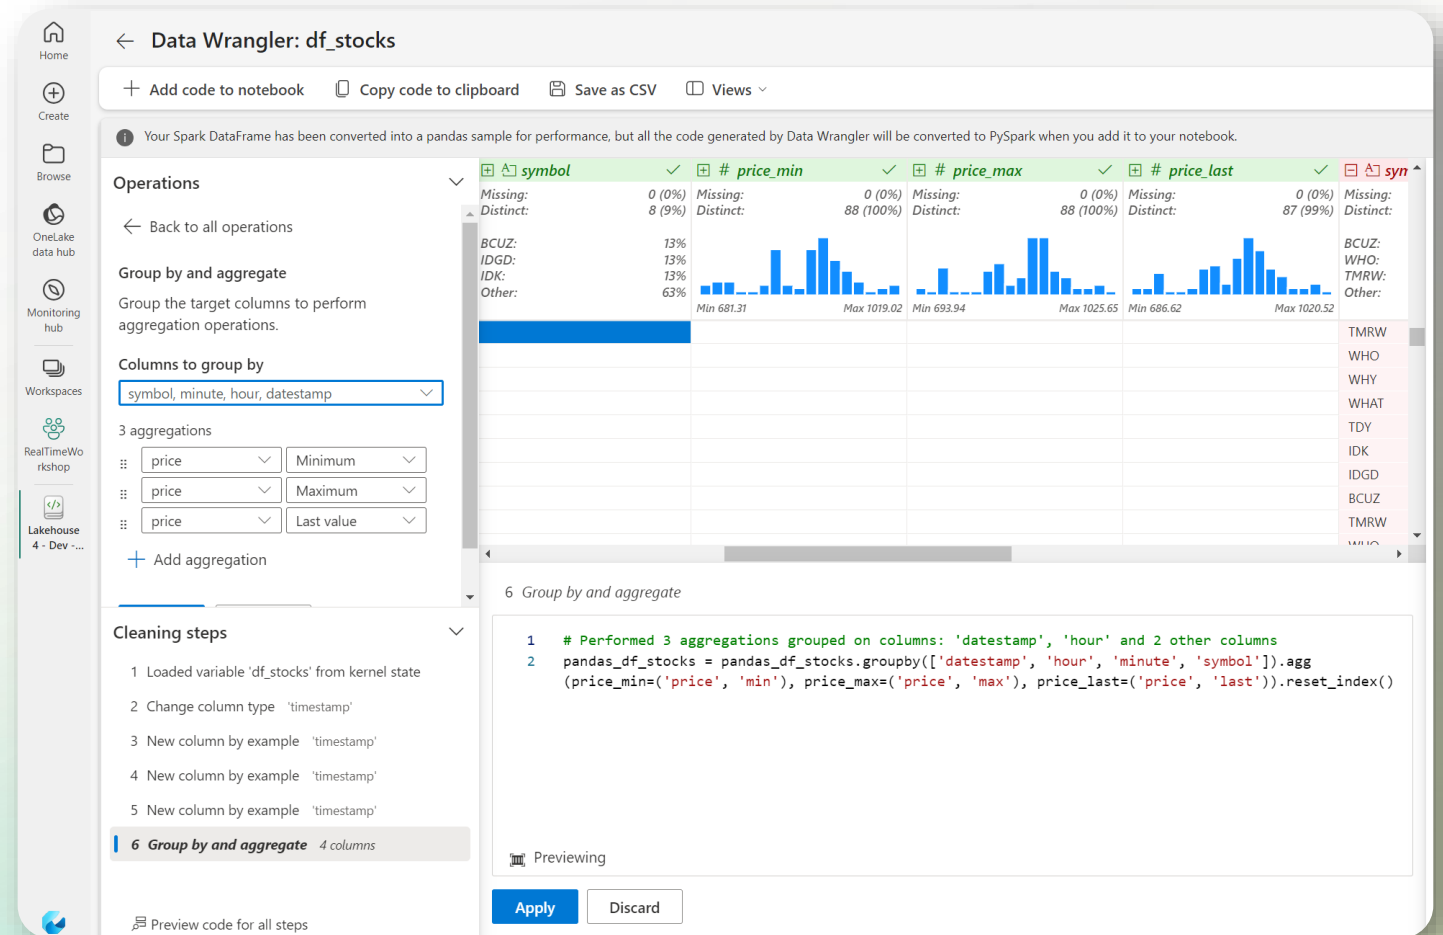 Home
Create
Browse
OneLake
data hub
Monitoring
hub
Workspaces
RealTimeWo
rkshop
Lakehouse
4 - Dev -...
Data Wrangler: df_stocks
Add code to notebook
Copy code to clipboard
Save as CSV
Views
Your Spark DataFrame has been converted into a pandas sample for performance, but all the code generated by Data Wrangler will be converted to PySpark when you add it to your notebook.
Operations
Back to all operations
Group by and aggregate
Group the target columns to perform
aggregation operations.
Columns to group by
symbol, minute, hour, datestamp
3 aggregations
price Minimum
price Maximum
price Last value
Add aggregation
Cleaning steps
1 Loaded variable 'df_stocks' from kernel state
2 Change column type 'timestamp'
3 New column by example 'timestamp'
4 New column by example 'timestamp'
5 New column by example 'timestamp'
6 Group by and aggregate 4 columns
Preview code for all steps
symbol
Missing: 0 (0%)
Distinct: 8 (9%)
BCUZ: 13%
IDGD: 13%
IDK: 13%
Other: 63%
# price_min
Missing: 0 (0%)
Distinct: 88 (100%)
Min 681.31 Max 1019.02
# price_max
Missing: 0 (0%)
Distinct: 88 (100%)
Min 693.94 Max 1025.65
# price_last
Missing: 0 (0%)
Distinct: 87 (99%)
Min 686.62 Max 1020.52
sym
Missing:
Distinct:
BCUZ:
WHO:
TMRW:
Other:
TMRW
WHO
WHY
WHAT
TDY
IDK
IDGD
BCUZ
TMRW
WHO
6 Group by and aggregate
1 # Performed 3 aggregations grouped on columns: 'datestamp', 'hour' and 2 other columns
2 pandas_df_stocks = pandas_df_stocks.groupby(['datestamp', 'hour', 'minute', 'symbol']).agg
(price_min=('price', 'min'), price_max=('price', 'max'), price_last=('price', 'last')).reset_index()
Previewing
Apply
Discard